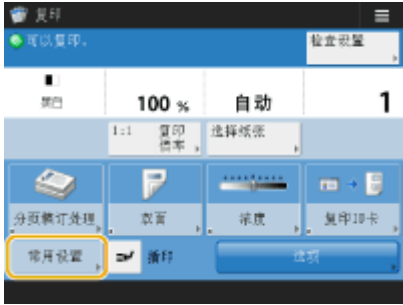 复印
可以复印。
检查设置
黑白
100 %
自动
1
1:1 复印
倍率
选择纸张
分页装订处理
双面
浓度
复印ID卡
常用设置
插印
选项